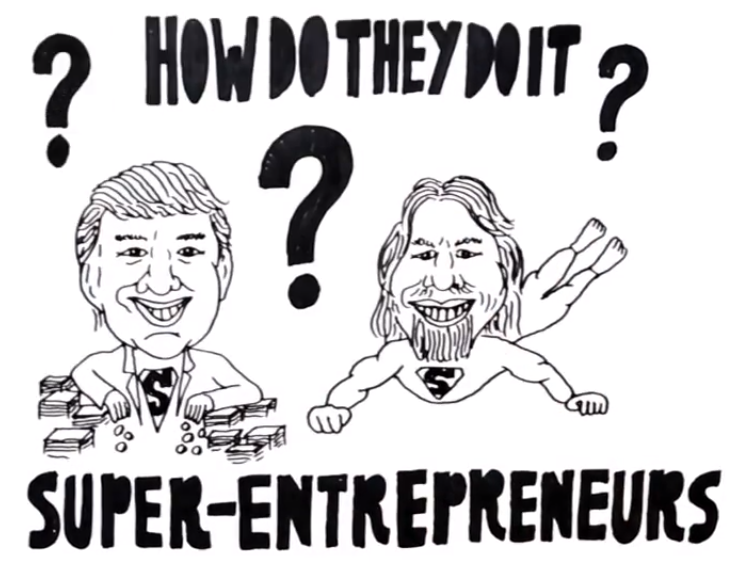 ? HOW DO THEY DO IT ?
?
S S
SUPER-ENTREPRENEURS